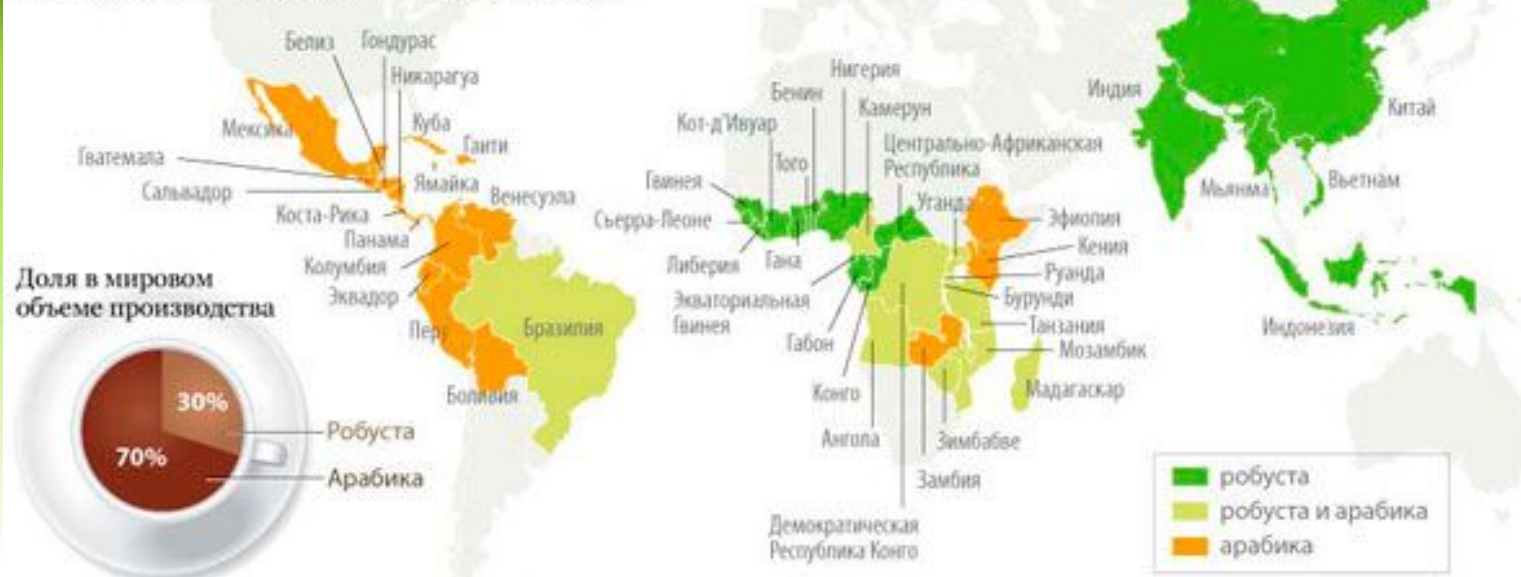 Белиз
Гондурас
Никарагуа
Мексика
Куба
Гаити
Гватемала
Ямайка
Сальвадор
Венесуэла
Коста-Рика
Панама
Колумбия
Эквадор
Перу
Бразилия
Боливия
Нигерия
Бенин
Камерун
Кот-д'Ивуар
Центрально-Африканская
Республика
Того
Гвинея
Уганда
Сьерра-Леоне
Эфиопия
Кения
Либерия
Гана
Руанда
Экваториальная
Гвинея
Бурунди
Танзания
Габон
Мозамбик
Конго
Мадагаскар
Ангола
Зимбабве
Замбия
Демократическая
Республика Конго
Индия
Китай
Мьянма
Вьетнам
Индонезия
Доля в мировом
объеме производства
30%
70%
Робуста
Арабика
робуста
робуста и арабика
арабика